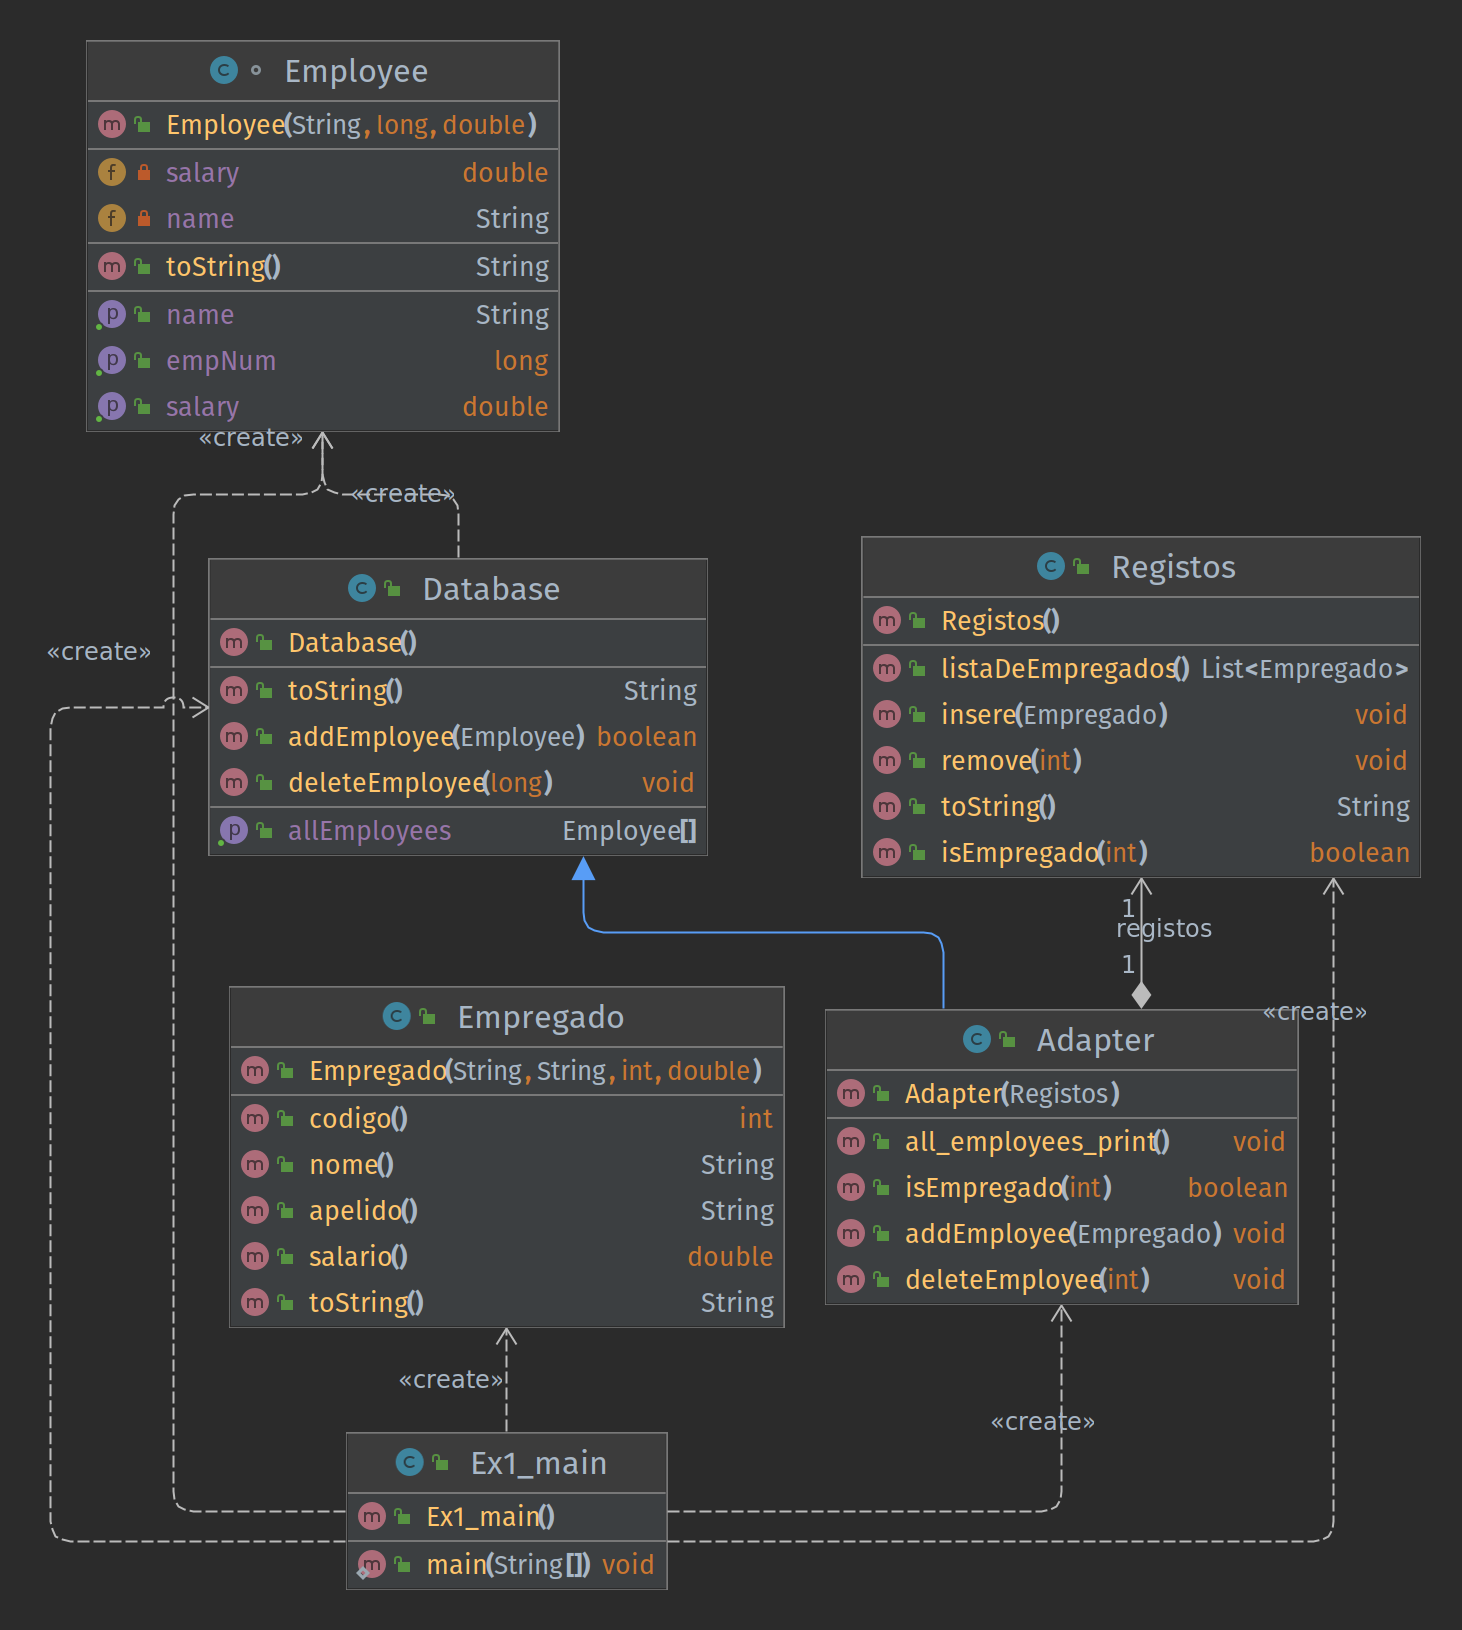 Employee
Employee(String, long, double)
salary double
name String
toString() String
name String
empNum long
salary double
«create»
«create»
«create»
Database
Database()
toString() String
addEmployee(Employee) boolean
deleteEmployee(long) void
allEmployees Employee[]
Registos
Registos()
listaDeEmpregados() List<Empregado>
insere(Empregado) void
remove(int) void
toString() String
isEmpregado(int) boolean
1
registos
1
«create»
Empregado
Empregado(String, String, int, double)
codigo() int
nome() String
apelido() String
salario() double
toString() String
Adapter
Adapter(Registos)
all_employees_print() void
isEmpregado(int) boolean
addEmployee(Empregado) void
deleteEmployee(int) void
«create»
«create»
Ex1_main
Ex1_main()
main(String[]) void